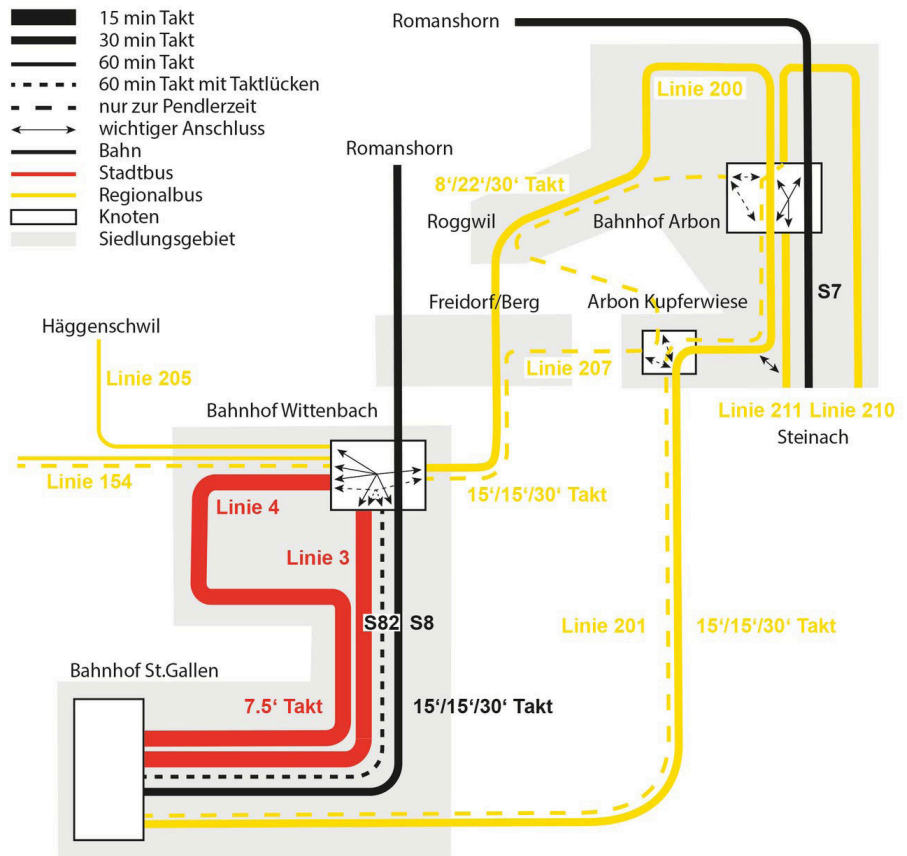 15 min Takt
30 min Takt
60 min Takt
60 min Takt mit Taktlücken
nur zur Pendlerzeit
wichtiger Anschluss
Bahn
Stadtbus
Regionalbus
Knoten
Siedlungsgebiet
Romanshorn
Linie 200
Romanshorn
8‘/22‘/30‘ Takt
Roggwil
Bahnhof Arbon
S7
Freidorf/Berg
Arbon Kupferwiese
Häggenschwil
Linie 205
Linie 207
Bahnhof Wittenbach
Linie 211
Linie 210
Steinach
Linie 154
15‘/15‘/30‘ Takt
Linie 4
Linie 3
S82
S8
Linie 201
15‘/15‘/30‘ Takt
Bahnhof St.Gallen
7.5‘ Takt
15‘/15‘/30‘ Takt